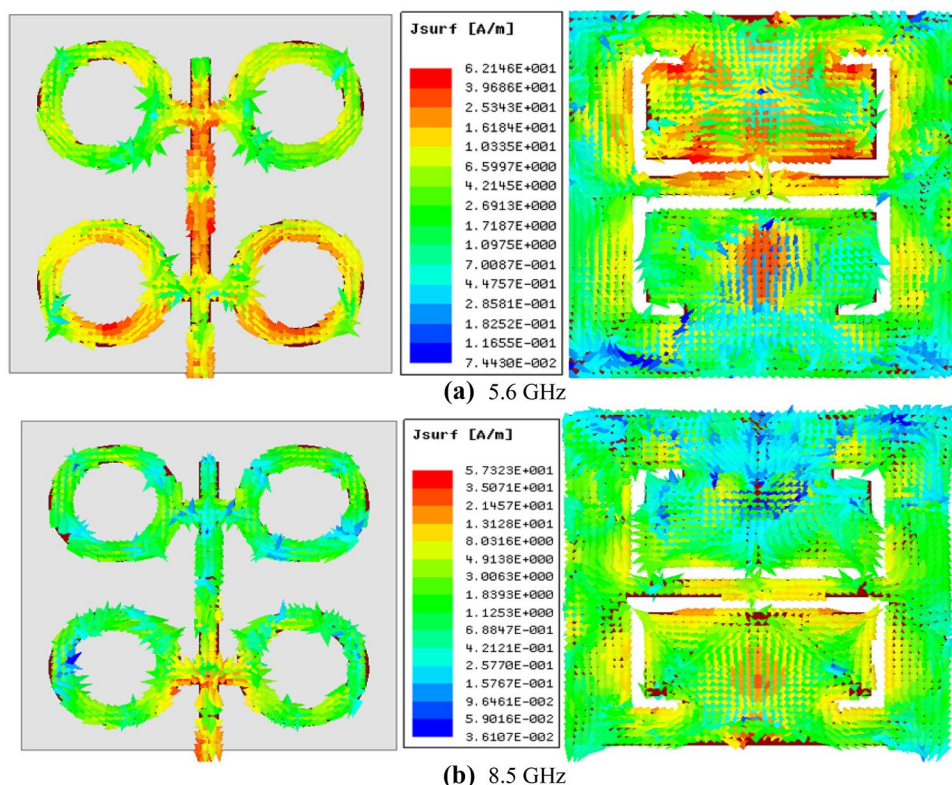 Jsurf [A/m]
6.2146E+001
3.9686E+001
2.5343E+001
1.6184E+001
1.0335E+001
6.5997E+000
4.2145E+000
2.6913E+000
1.7187E+000
1.0975E+000
7.0087E-001
4.4757E-001
2.8581E-001
1.8252E-001
1.1655E-001
7.4430E-002
(a) 5.6 GHz
Jsurf [A/m]
5.7323E+001
3.5071E+001
2.1457E+001
1.3128E+001
8.0316E+000
4.9138E+000
3.0063E+000
1.8393E+000
1.1253E+000
6.8847E-001
4.2121E-001
2.5770E-001
1.5767E-001
9.6461E-002
5.9016E-002
3.6107E-002
(b) 8.5 GHz